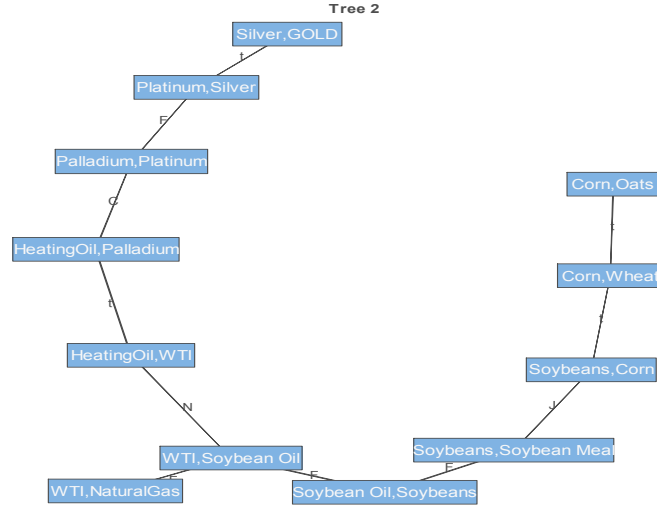 Tree 2
Silver,GOLD
t
Platinum,Silver
F
Palladium,Platinum
C
HeatingOil,Palladium
t
HeatingOil,WTI
N
WTI,Soybean Oil
F
WTI,NaturalGas
F
Soybean Oil,Soybeans
F
Soybeans,Soybean Meal
J
Soybeans,Corn
t
Corn,Wheat
t
Corn,Oats